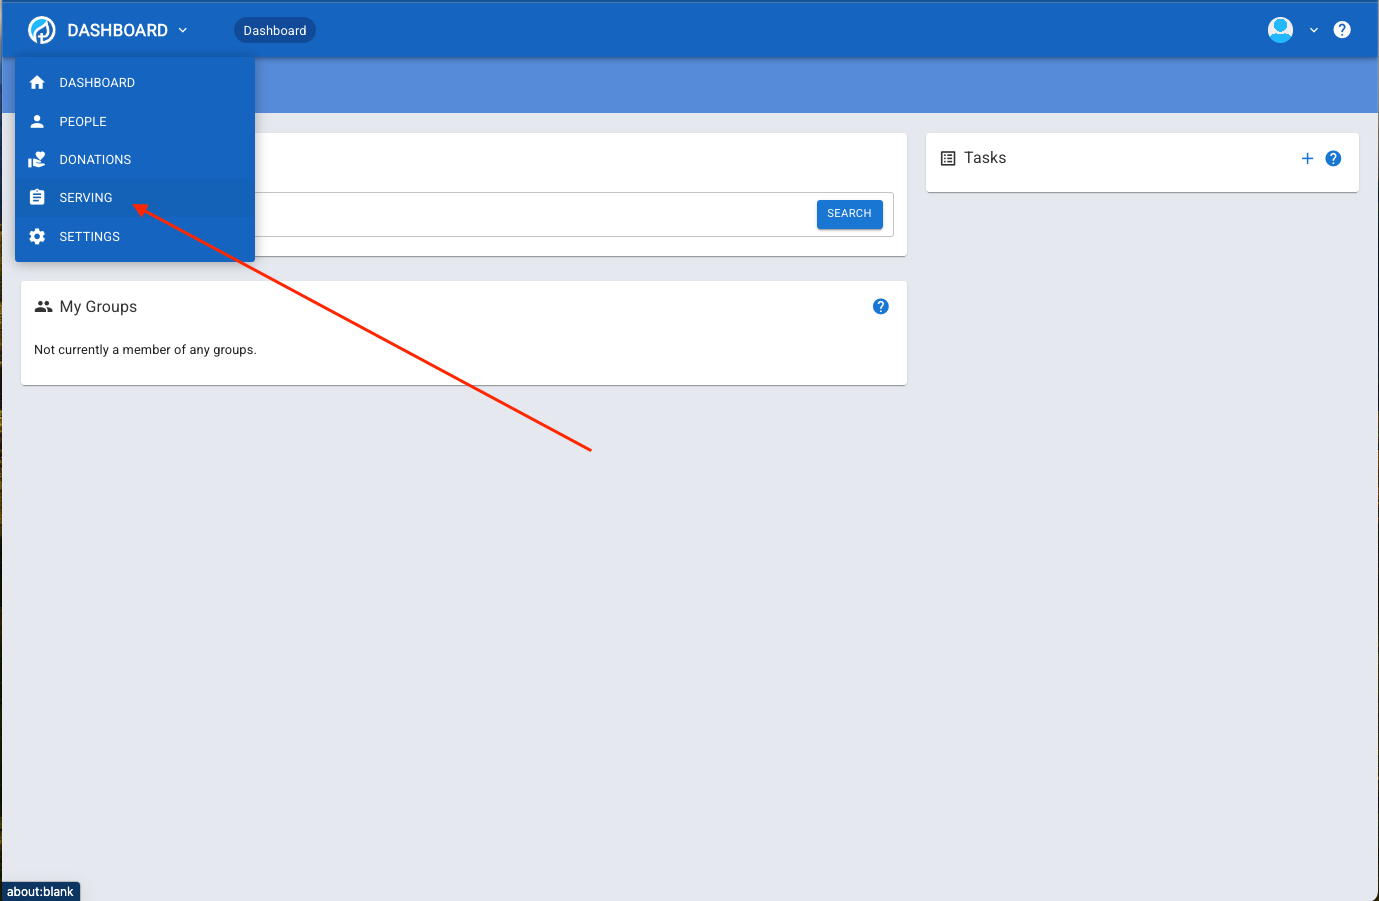 DASHBOARD
Dashboard
DASHBOARD
PEOPLE
DONATIONS
SERVING
SETTINGS
SEARCH
Tasks
My Groups
Not currently a member of any groups.
about:blank